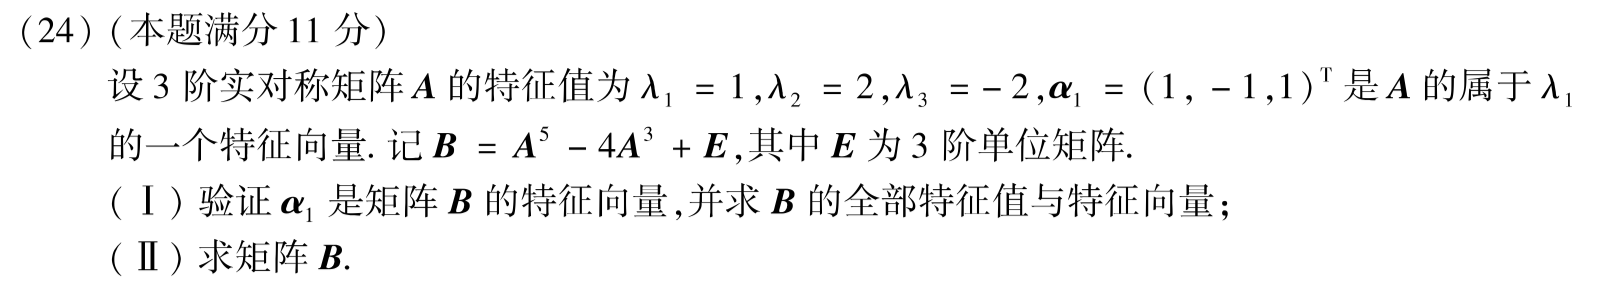 (24)(本题满分 11 分)
设 3 阶实对称矩阵 A 的特征值为 λ₁ = 1,λ₂ = 2,λ₃ = -2,α₁ = (1, -1,1)ᵀ 是 A 的属于 λ₁
的一个特征向量. 记 B = A⁵ - 4A³ + E,其中 E 为 3 阶单位矩阵.
(Ⅰ) 验证 α₁ 是矩阵 B 的特征向量,并求 B 的全部特征值与特征向量;
(Ⅱ) 求矩阵 B.